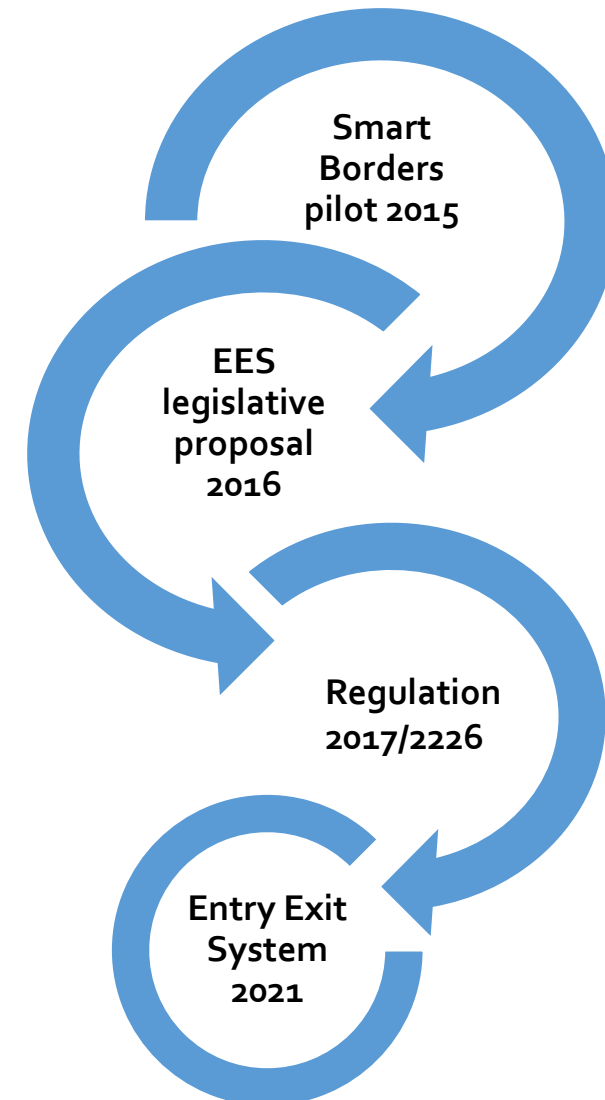 Smart
Borders
pilot 2015
EES
legislative
proposal
2016
Regulation
2017/2226
Entry Exit
System
2021